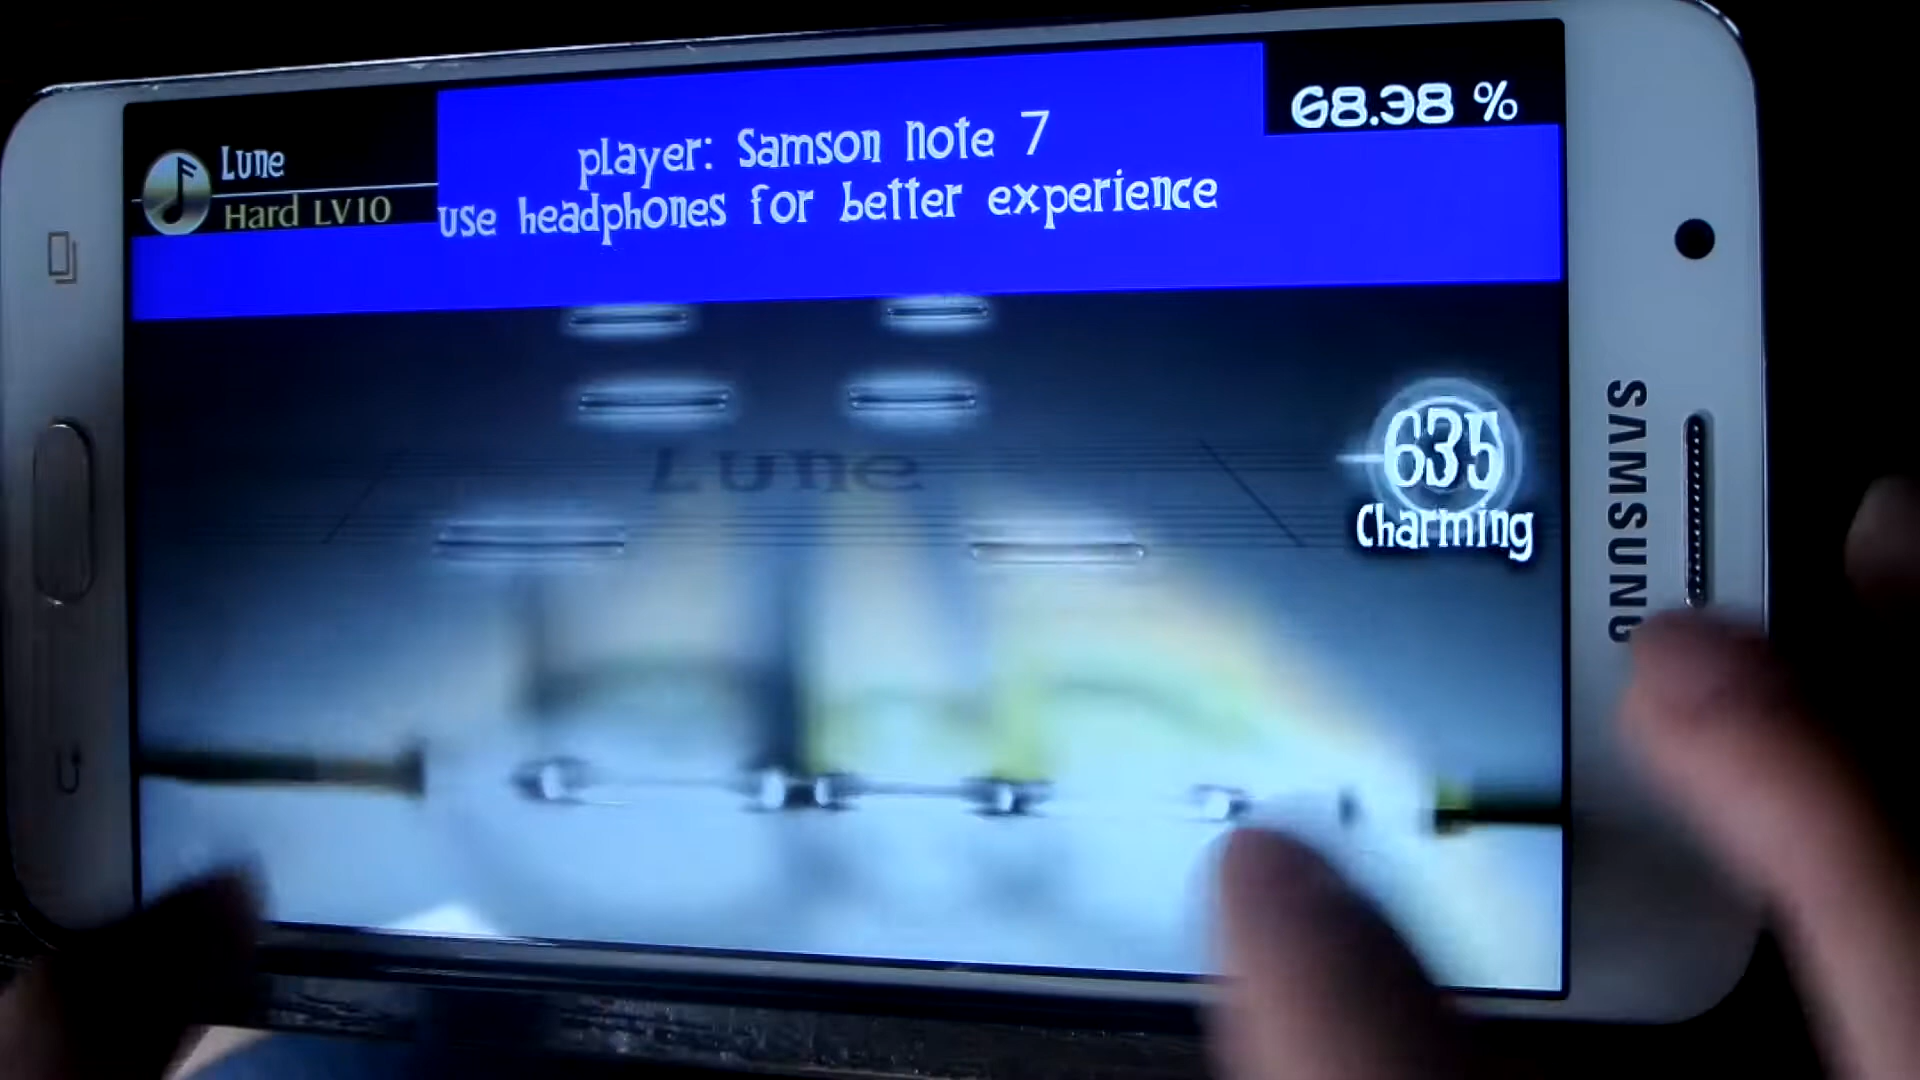 Lune
Hard LV10
player: Samson Note 7
use headphones for better experience
68.38 %
Lune
635
Charming
SAMSUNG